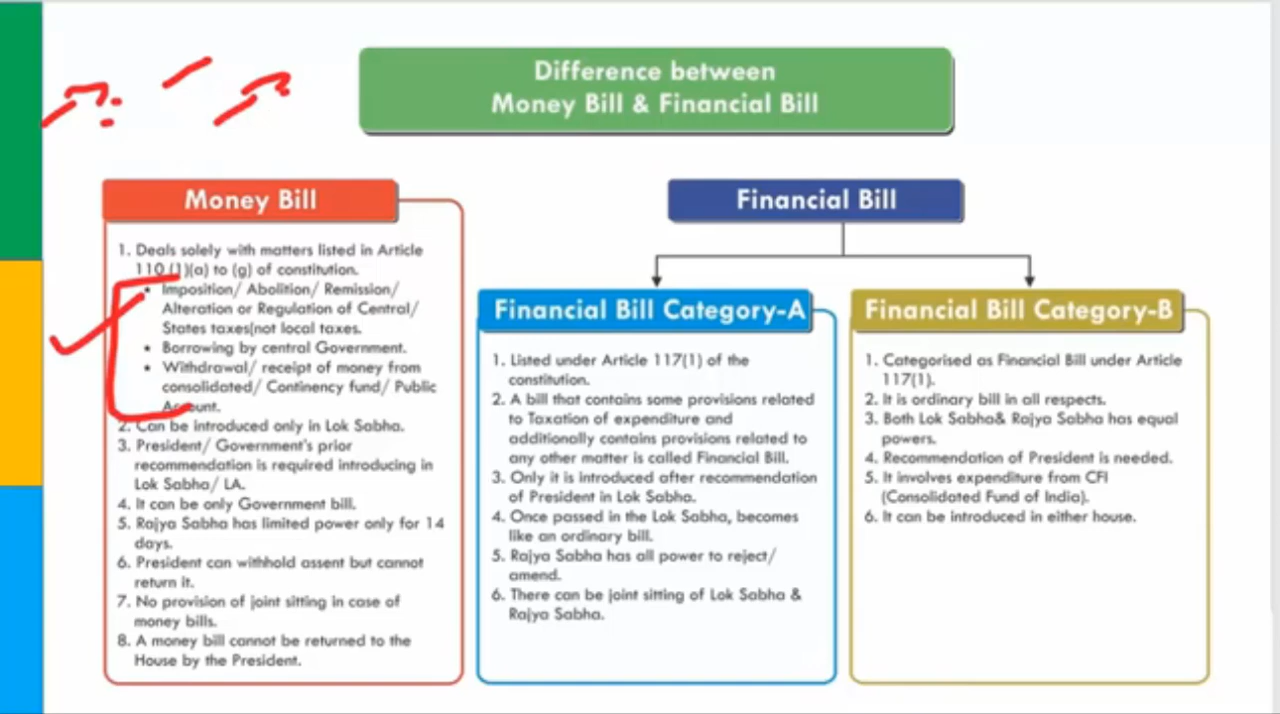 Difference between
Money Bill & Financial Bill
Money Bill
1. Deals solely with matters listed in Article
110 (1)(a) to (g) of constitution.
• Imposition/ Abolition/ Remission/
Alteration or Regulation of Central/
States taxes(not local taxes.
• Borrowing by central Government.
• Withdrawal/ receipt of money from
consolidated/ Continency fund/ Public
Account.
2. Can be introduced only in Lok Sabha.
3. President/ Government's prior
recommendation is required introducing in
Lok Sabha/ LA.
4. It can be only Government bill.
5. Rajya Sabha has limited power only for 14
days.
6. President can withhold assent but cannot
return it.
7. No provision of joint sitting in case of
money bills.
8. A money bill cannot be returned to the
House by the President.
Financial Bill
Financial Bill Category-A
1. Listed under Article 117(1) of the
constitution.
2. A bill that contains some provisions related
to Taxation of expenditure and
additionally contains provisions related to
any other matter is called Financial Bill.
3. Only it is introduced after recommendation
of President in Lok Sabha.
4. Once passed in the Lok Sabha, becomes
like an ordinary bill.
5. Rajya Sabha has all power to reject/
amend.
6. There can be joint sitting of Lok Sabha &
Rajya Sabha.
Financial Bill Category-B
1. Categorised as Financial Bill under Article
117(1).
2. It is ordinary bill in all respects.
3. Both Lok Sabha& Rajya Sabha has equal
powers.
4. Recommendation of President is needed.
5. It involves expenditure from CFI
(Consolidated Fund of India).
6. It can be introduced in either house.